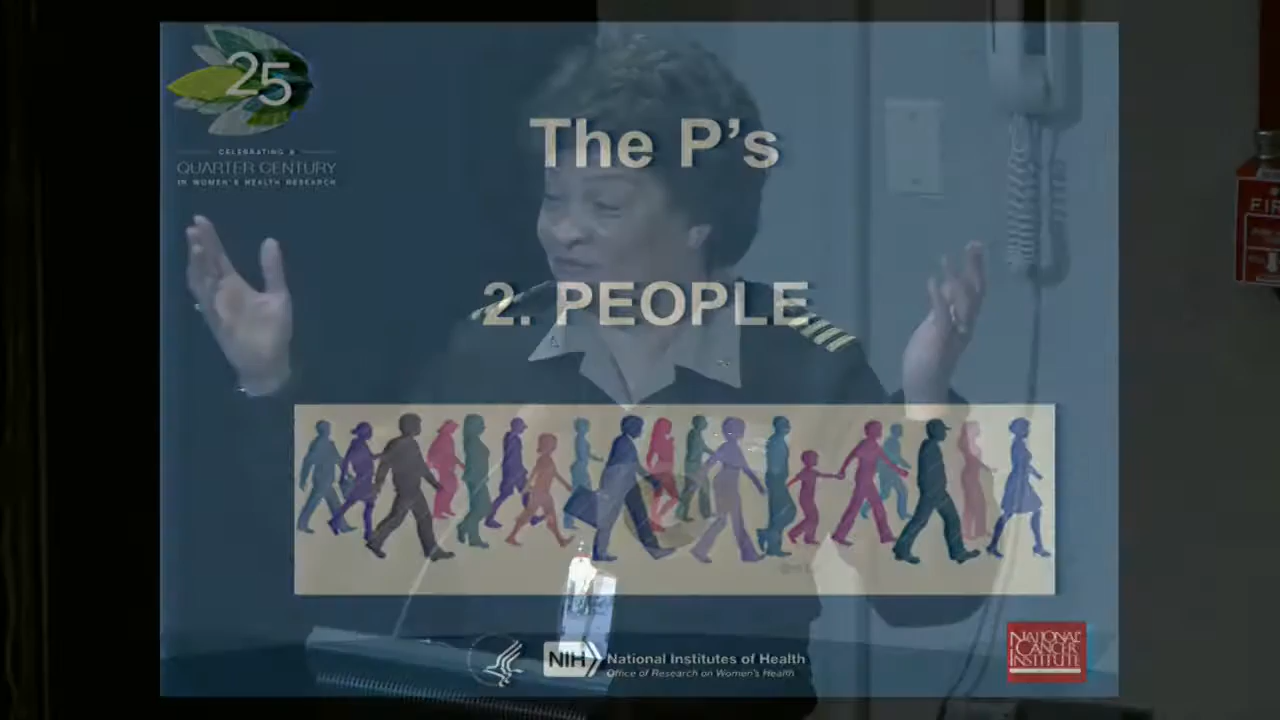 25
CELEBRATING A
QUARTER CENTURY
IN WOMEN'S HEALTH RESEARCH
The P's
2. PEOPLE
NIH National Institutes of Health
Office of Research on Women's Health
NATIONAL
CANCER
INSTITUTE